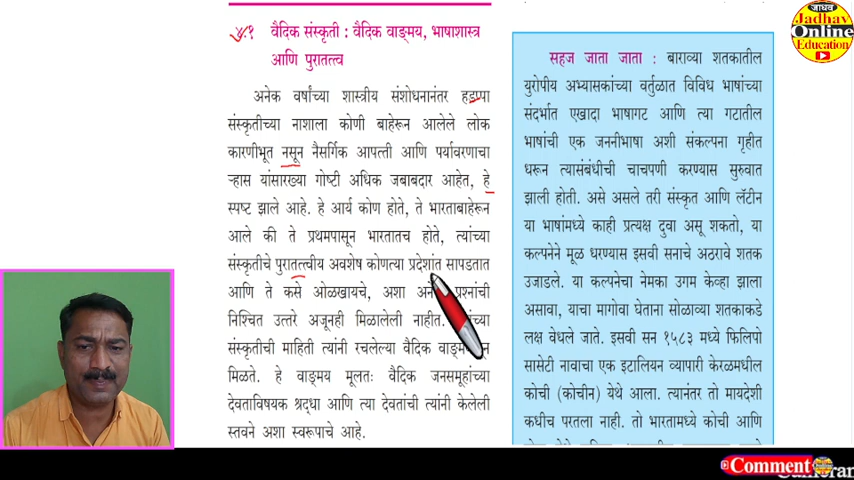 ४.१ वैदिक संस्कृती : वैदिक वाङ्‌मय, भाषाशास्त्र
आणि पुरातत्त्व
अनेक वर्षांच्या शास्त्रीय संशोधनानंतर हडप्पा
संस्कृतीच्या नाशाला कोणी बाहेरून आलेले लोक
कारणीभूत नसून नैसर्गिक आपत्ती आणि पर्यावरणाचा
ऱ्हास यांसारख्या गोष्टी अधिक जबाबदार आहेत, हे
स्पष्ट झाले आहे. हे आर्य कोण होते, ते भारताबाहेरून
आले की ते प्रथमपासून भारतातच होते, त्यांच्या
संस्कृतीचे पुरातत्त्वीय अवशेष कोणत्या प्रदेशांत सापडतात
आणि ते कसे ओळखायचे, अशा प्रश्नांची
निश्चित उत्तरे अजूनही मिळालेली नाहीत.
संस्कृतीची माहिती त्यांनी रचलेल्या वैदिक
मिळते. हे वाङ्‌मय मूलतः वैदिक जनसमूहांच्या
देवताविषयक श्रद्धा आणि त्या देवतांची त्यांनी केलेली
स्तवने अशा स्वरूपाचे आहे.
सहज जाता जाता : बाराव्या शतकातील
युरोपीय अभ्यासकांच्या वर्तुळात विविध भाषांच्या
संदर्भात एखादा भाषागट आणि त्या गटातील
भाषांची एक जननीभाषा अशी संकल्पना गृहीत
धरून त्यासंबंधीची चाचपणी करण्यास सुरुवात
झाली होती. असे असले तरी संस्कृत आणि लॅटीन
या भाषांमध्ये काही प्रत्यक्ष दुवा असू शकतो, या
कल्पनेने मूळ धरण्यास इसवी सनाचे अठरावे शतक
उजाडले. या कल्पनेचा नेमका उगम केव्हा झाला
असावा, याचा मागोवा घेताना सोळाव्या शतकाकडे
लक्ष वेधले जाते. इसवी सन १५८३ मध्ये फिलिपो
सासेटी नावाचा एक इटालियन व्यापारी केरळमधील
कोची (कोचीन) येथे आला. त्यानंतर तो मायदेशी
कधीच परतला नाही. तो भारतामध्ये कोची आणि
जाधव
Jadhav
Online
Education
Comment